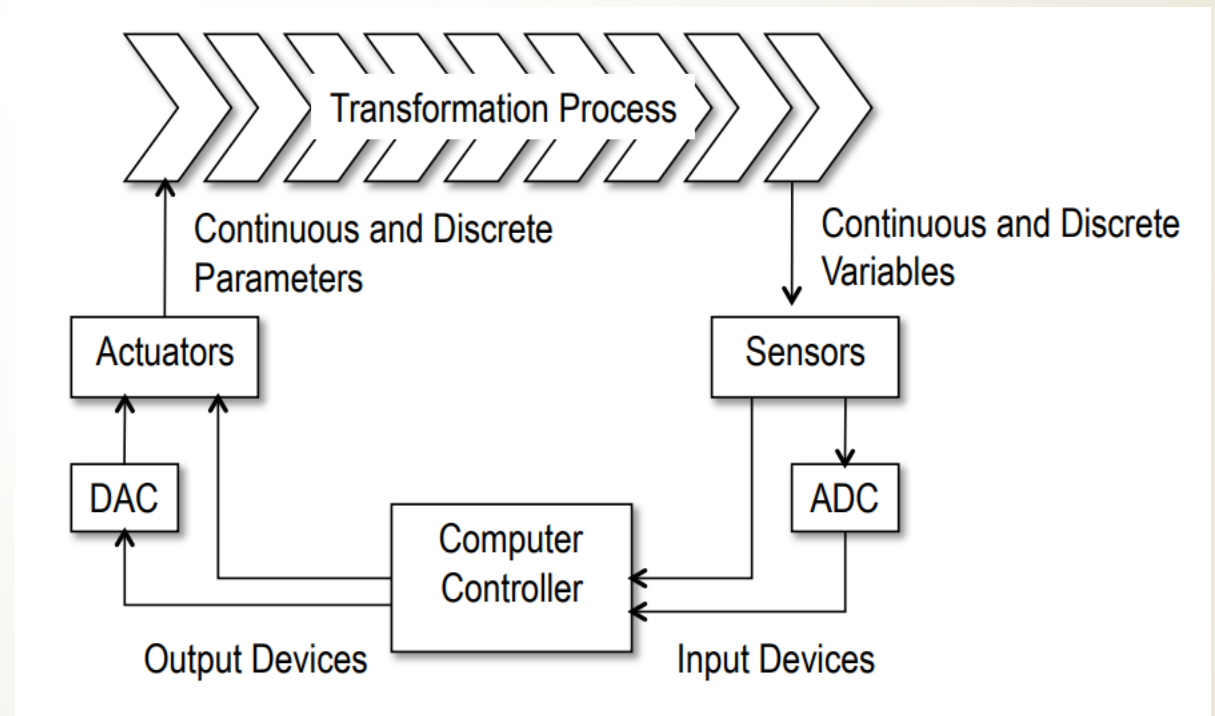 Transformation Process
Continuous and Discrete
Parameters
Continuous and Discrete
Variables
Actuators
Sensors
DAC
ADC
Computer
Controller
Output Devices
Input Devices